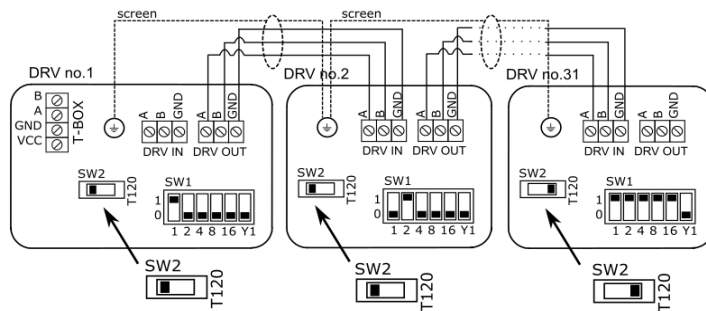 screen
screen
DRV no.1
DRV no.2
DRV no.31
B
A
GND
VCC
T-BOX
A B GND
DRV IN
A B GND
DRV OUT
SW2
T120
SW1
1
0
1 2 4 8 16 Y1
A B GND
DRV IN
A B GND
DRV OUT
SW2
T120
SW1
1
0
1 2 4 8 16 Y1
A B GND
DRV IN
A B GND
DRV OUT
SW2
T120
SW1
1
0
1 2 4 8 16 Y1
SW2
T120
SW2
T120
SW2
T120